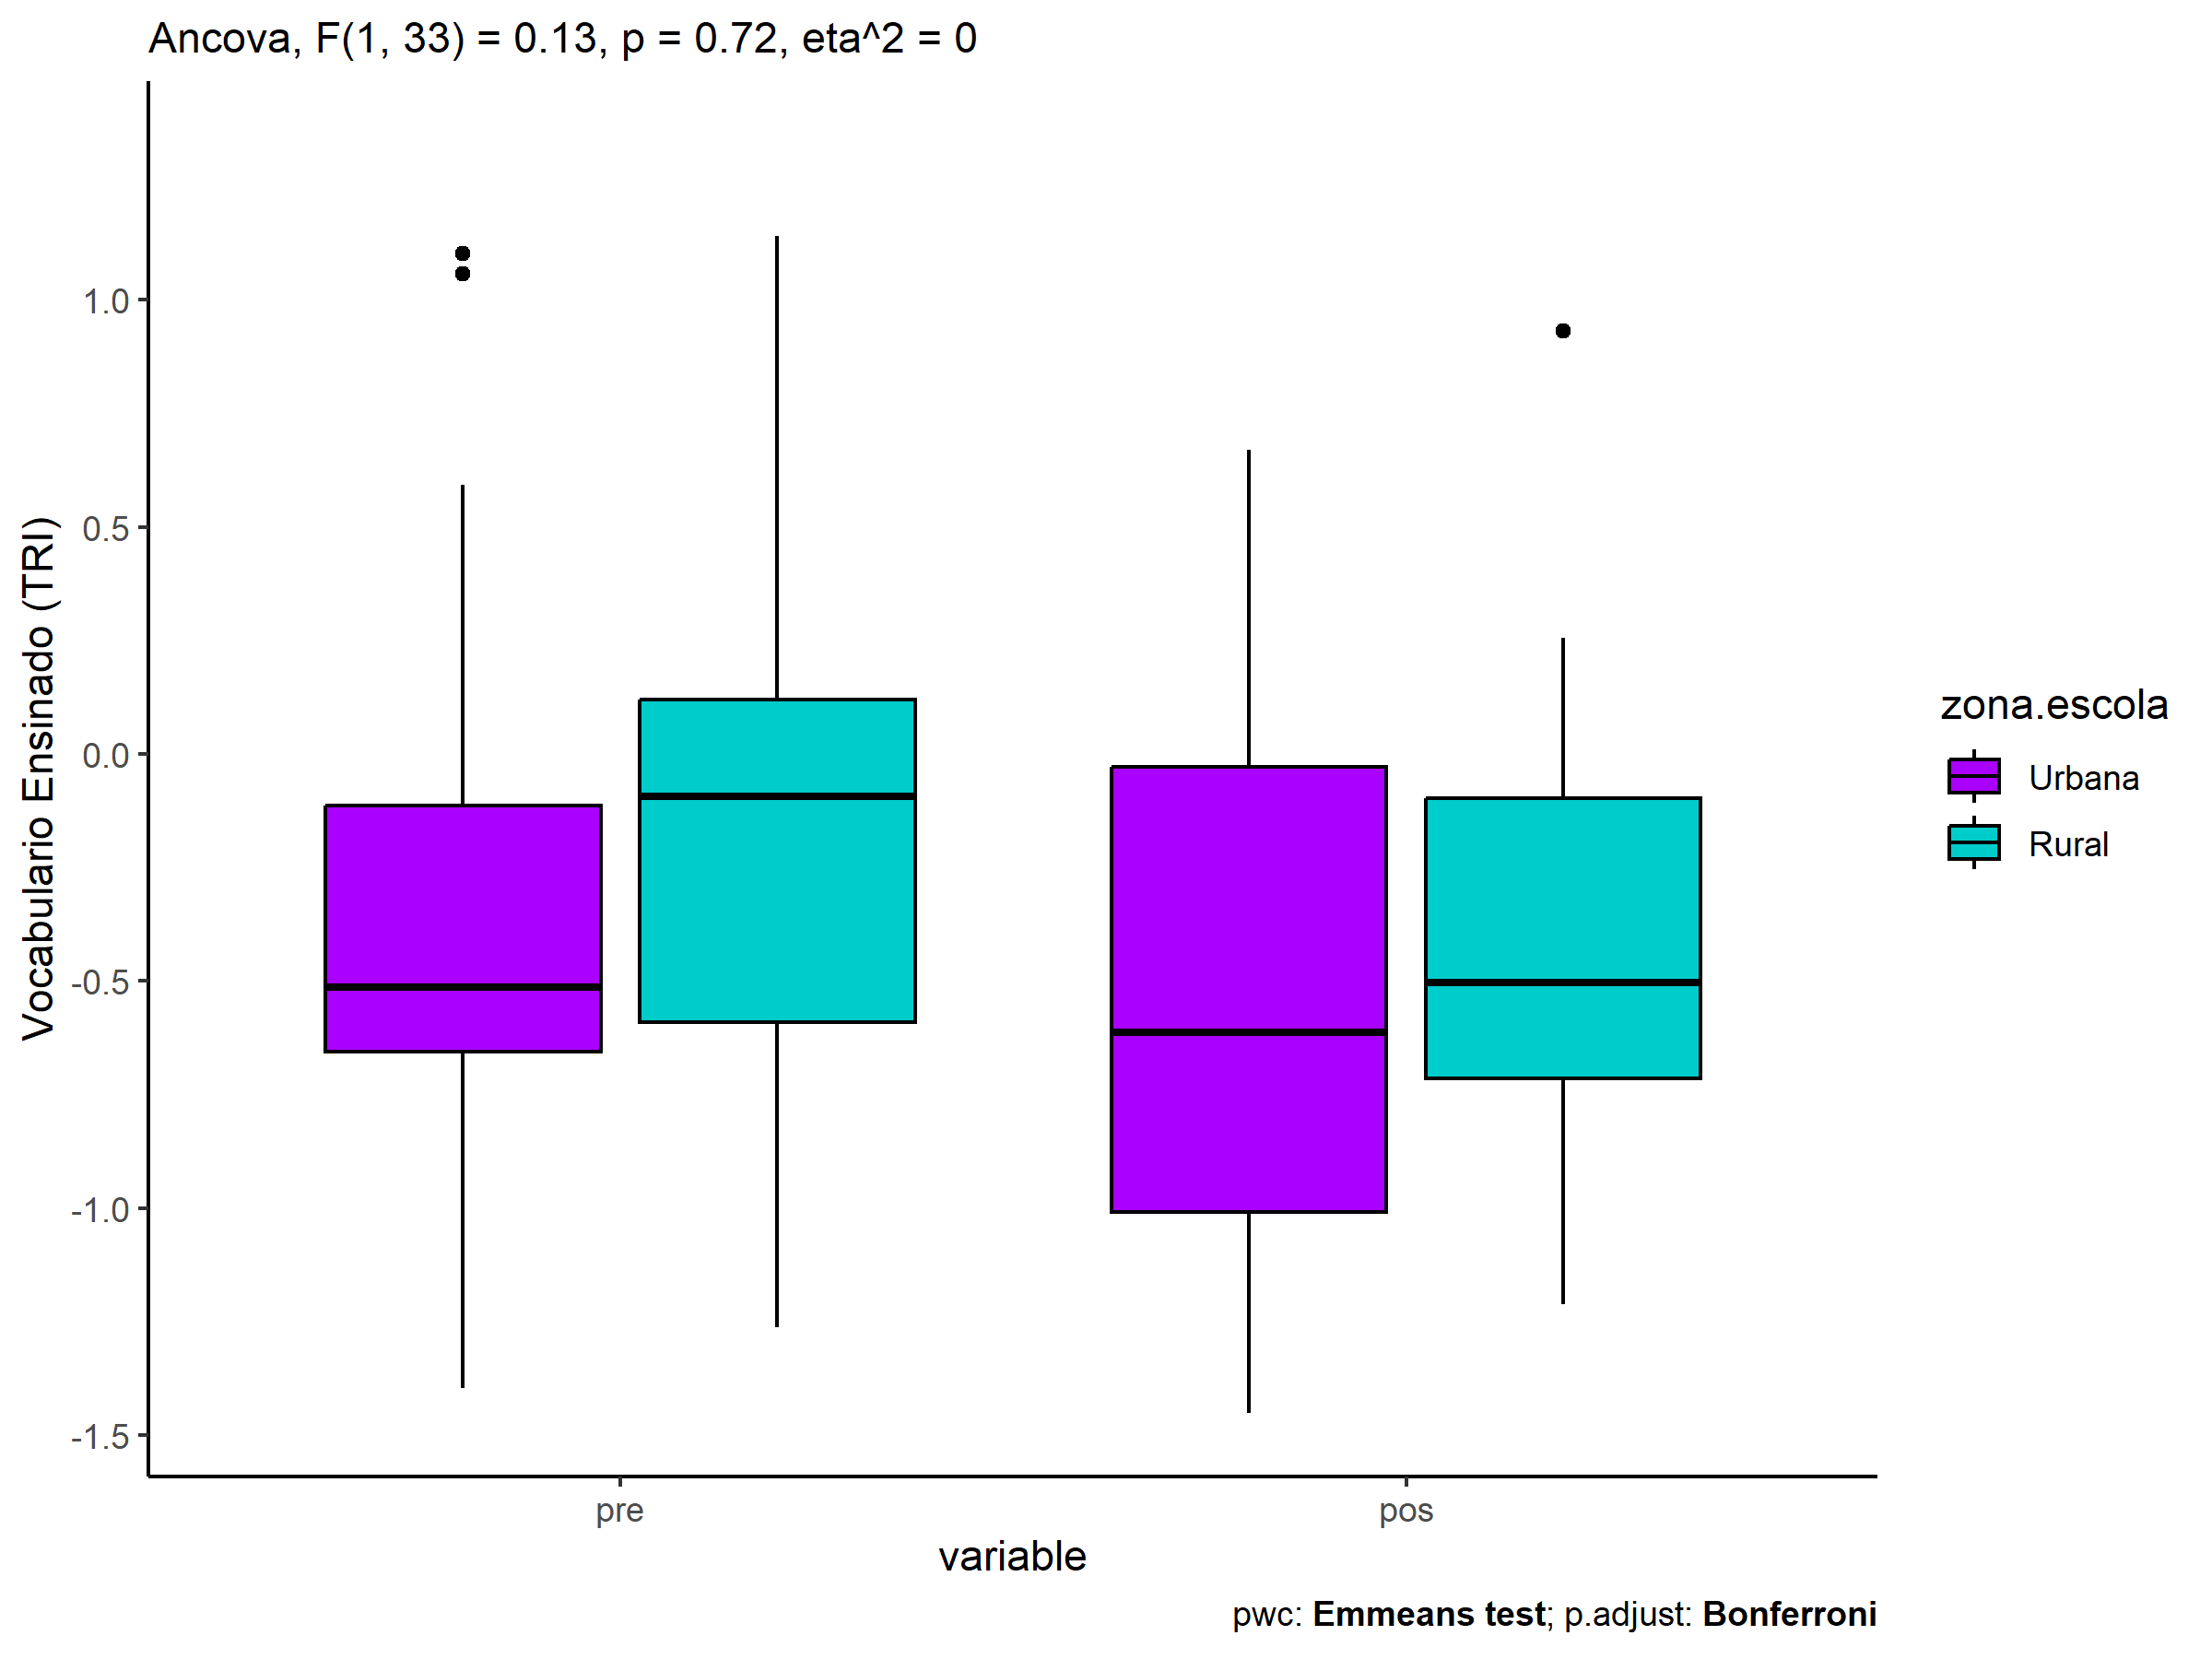 Ancova, F(1, 33) = 0.13, p = 0.72, eta^2 = 0
Vocabulario Ensinado (TRI)
1.0
0.5
0.0
-0.5
-1.0
-1.5
pre
pos
variable
zona.escola
Urbana
Rural
pwc: Emmeans test; p.adjust: Bonferroni